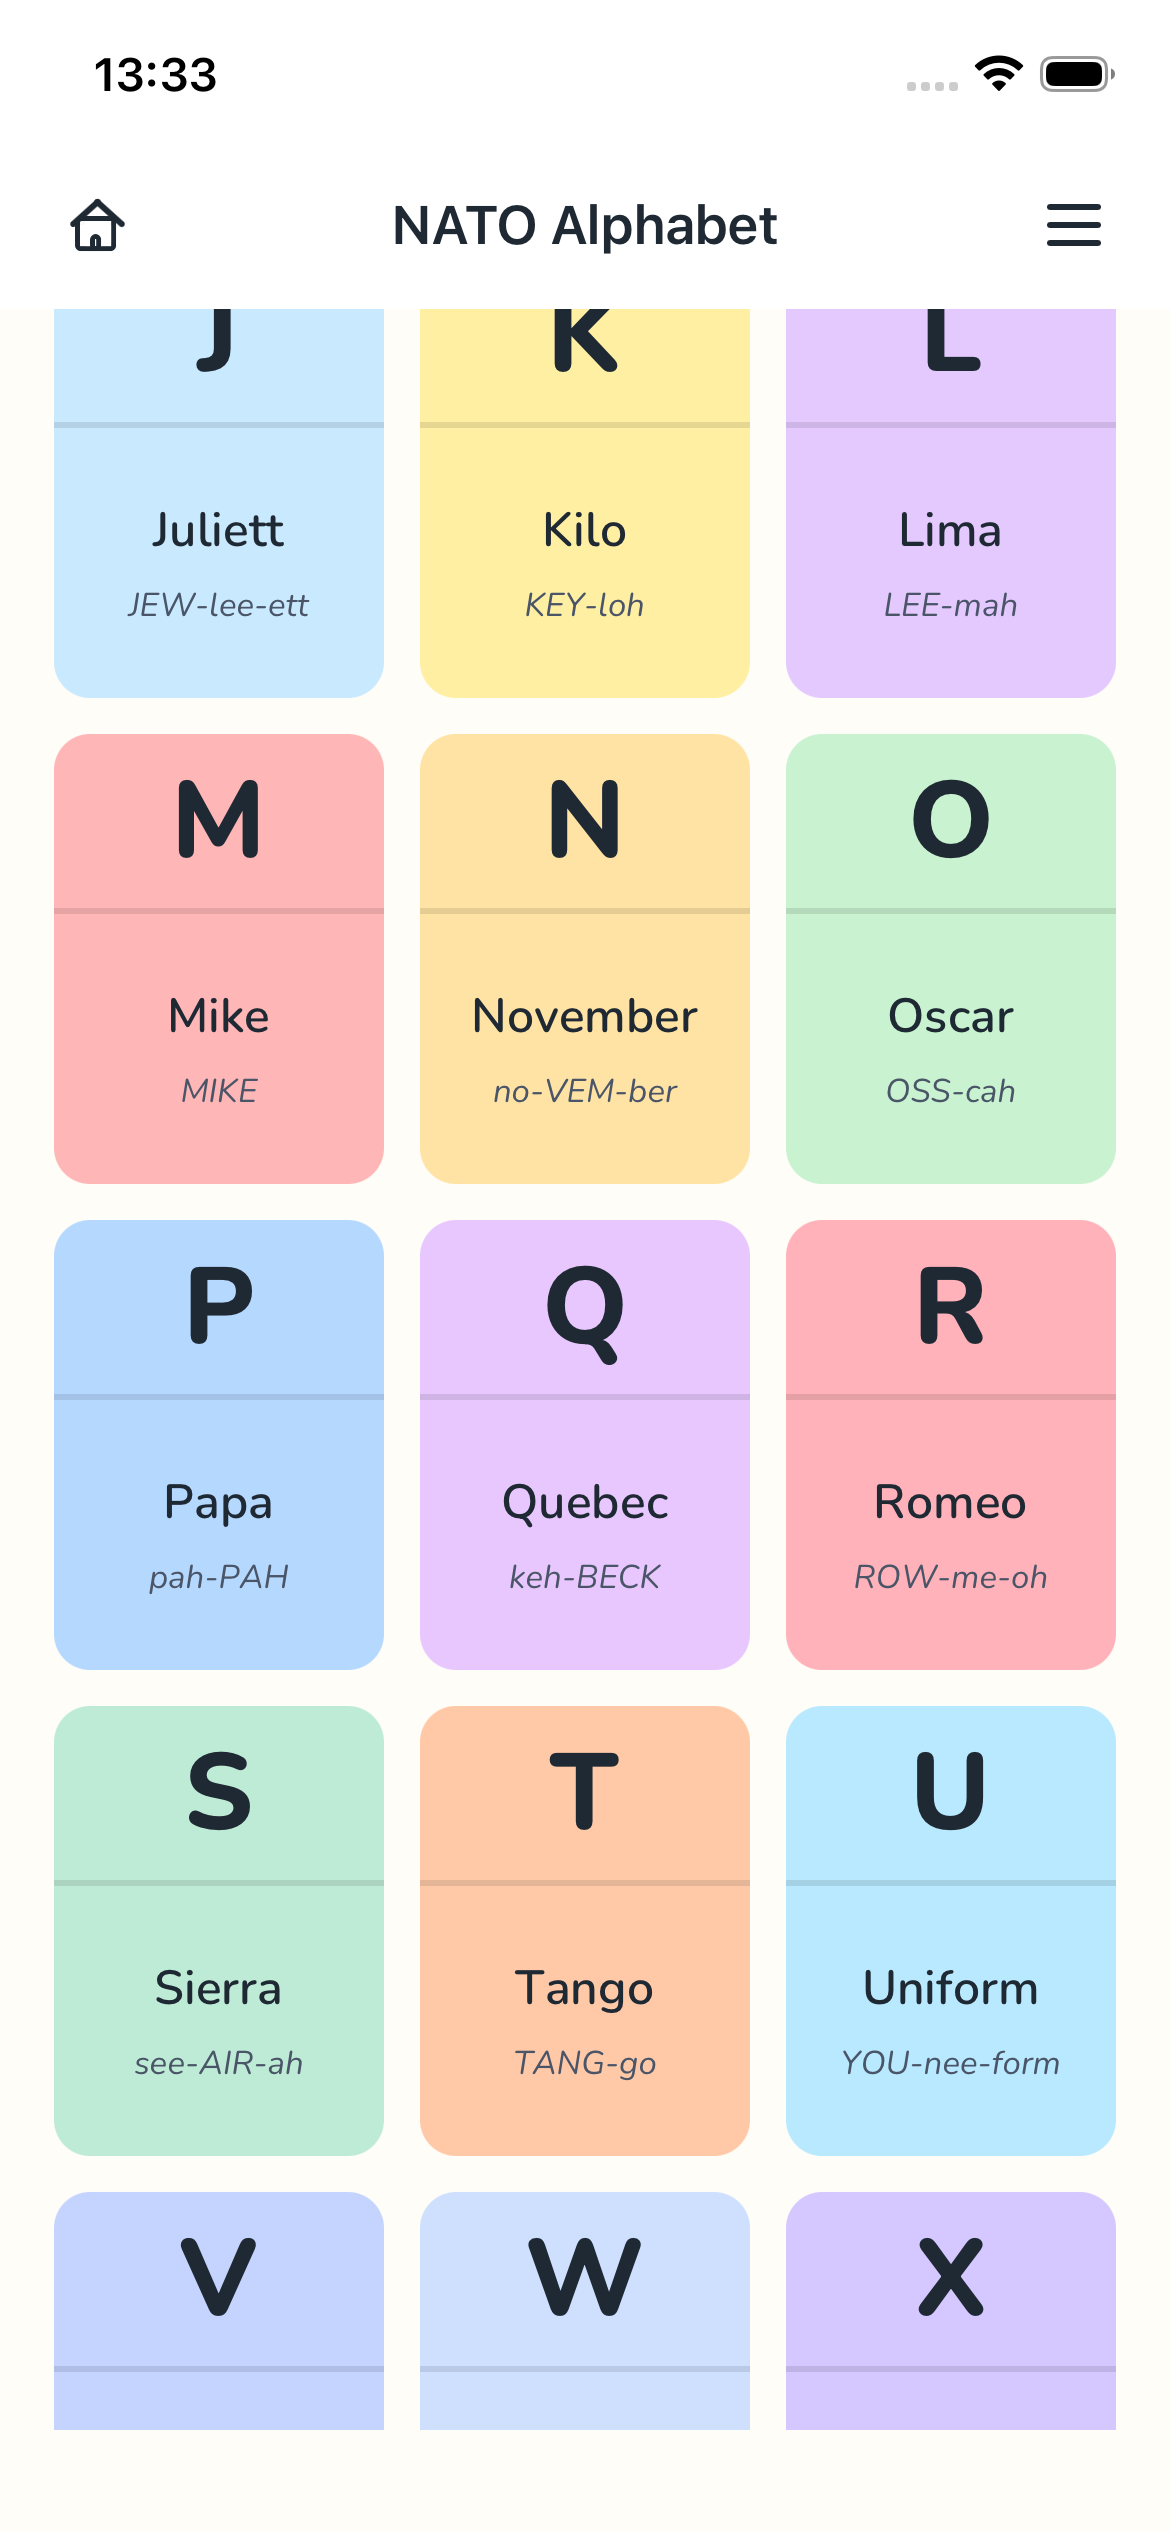 13:33
NATO Alphabet
J K L
Juliett Kilo Lima
JEW-lee-ett KEY-loh LEE-mah
M N O
Mike November Oscar
MIKE no-VEM-ber OSS-cah
P Q R
Papa Quebec Romeo
pah-PAH keh-BECK ROW-me-oh
S T U
Sierra Tango Uniform
see-AIR-ah TANG-go YOU-nee-form
V W X